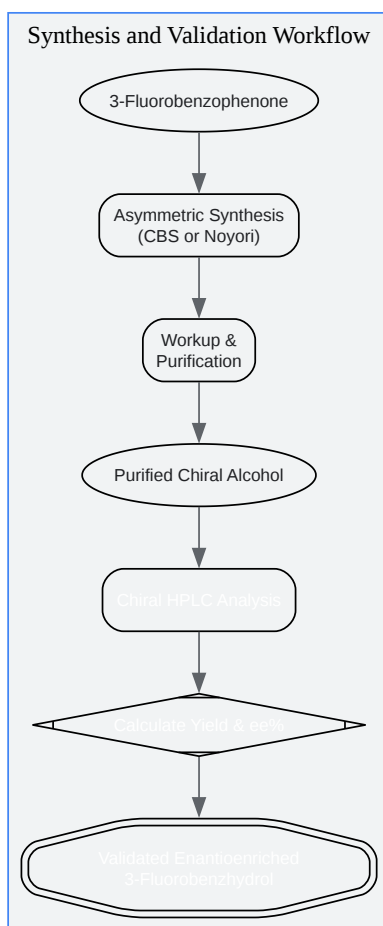 Synthesis and Validation Workflow
3-Fluorobenzophenone
Asymmetric Synthesis
(CBS or Noyori)
Workup &
Purification
Purified Chiral Alcohol
Chiral HPLC Analysis
Calculate Yield & ee%
Validated Enantioenriched
3-Fluorobenzhydrol